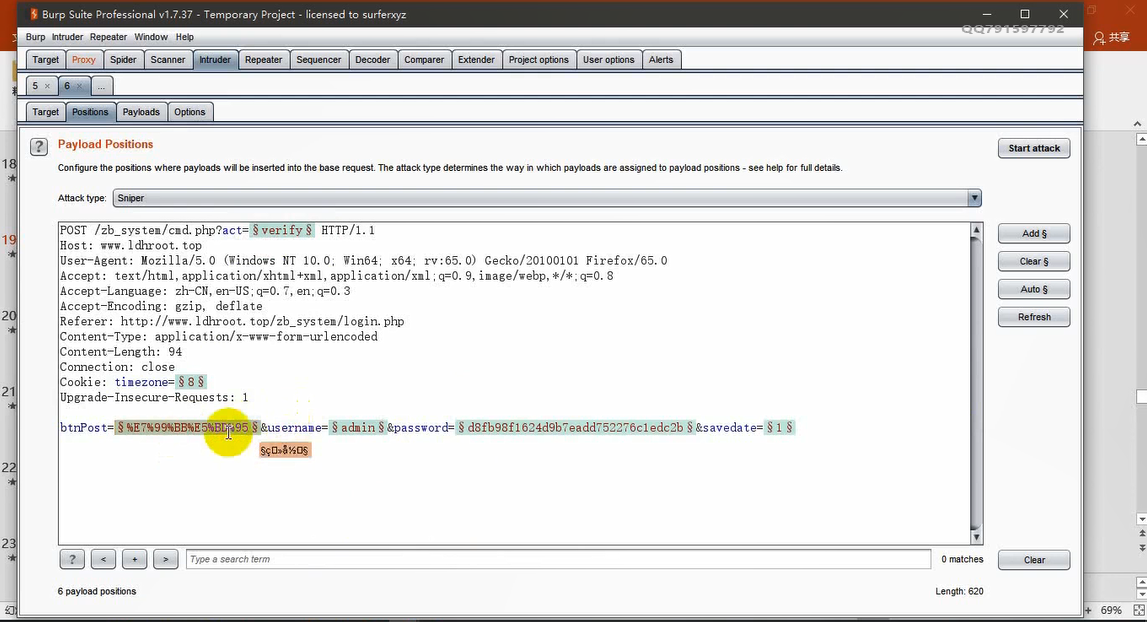 Burp Suite Professional v1.7.37 - Temporary Project - licensed to surferxyz
QQ791597792
共享
Burp Intruder Repeater Window Help
Target Proxy Spider Scanner Intruder Repeater Sequencer Decoder Comparer Extender Project options User options Alerts
5 × 6 × ...
Target Positions Payloads Options
? Payload Positions
Start attack
Configure the positions where payloads will be inserted into the base request. The attack type determines the way in which payloads are assigned to payload positions - see help for full details.
Attack type: Sniper
POST /zb_system/cmd.php?act=§verify§ HTTP/1.1
Host: www.ldhroot.top
User-Agent: Mozilla/5.0 (Windows NT 10.0; Win64; x64; rv:65.0) Gecko/20100101 Firefox/65.0
Accept: text/html,application/xhtml+xml,application/xml;q=0.9,image/webp,*/*;q=0.8
Accept-Language: zh-CN,en-US;q=0.7,en;q=0.3
Accept-Encoding: gzip, deflate
Referer: http://www.ldhroot.top/zb_system/login.php
Content-Type: application/x-www-form-urlencoded
Content-Length: 94
Connection: close
Cookie: timezone=§8§
Upgrade-Insecure-Requests: 1
btnPost=§%E7%99%BB%E5%BD%95§&username=§admin§&password=§d8fb98f1624d9b7eadd752276c1edc2b§&savedate=§1§
Add §
Clear §
Auto §
Refresh
? < + > Type a search term 0 matches Clear
6 payload positions Length: 620
18
19
20
21
22
23
69%